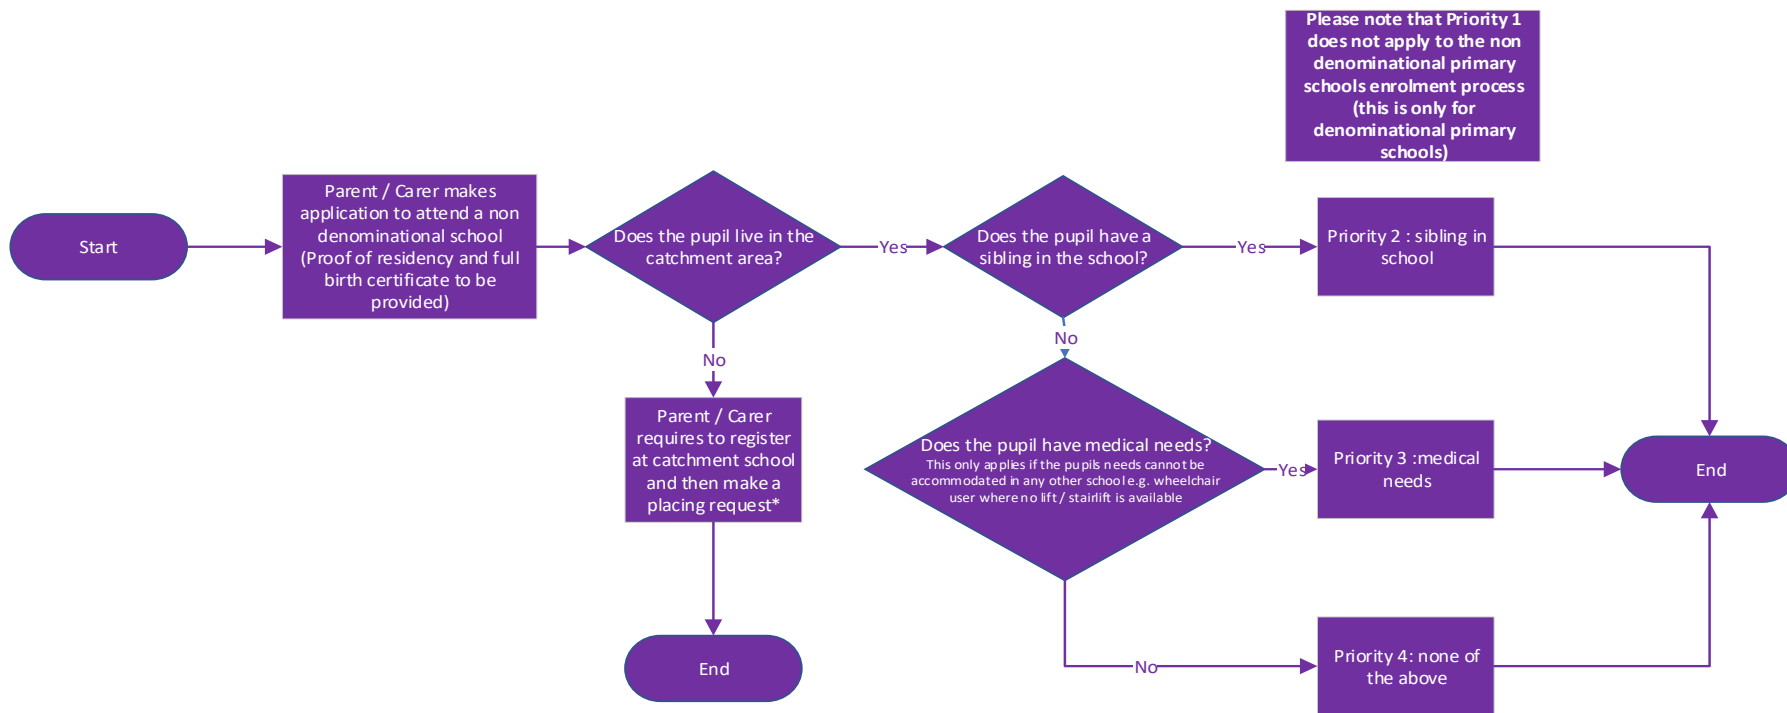 Please note that Priority 1
does not apply to the non
denominational primary
schools enrolment process
(this is only for
denominational primary
schools)
Start
Parent / Carer makes
application to attend a non
denominational school
(Proof of residency and full
birth certificate to be
provided)
Does the pupil live in the
catchment area?
Yes
Does the pupil have a
sibling in the school?
Yes
Priority 2 : sibling in
school
No
No
Parent / Carer
requires to register
at catchment school
and then make a
placing request*
Does the pupil have medical needs?
This only applies if the pupils needs cannot be
accommodated in any other school e.g. wheelchair
user where no lift / stairlift is available
Yes
Priority 3 :medical
needs
End
No
Priority 4: none of
the above
End